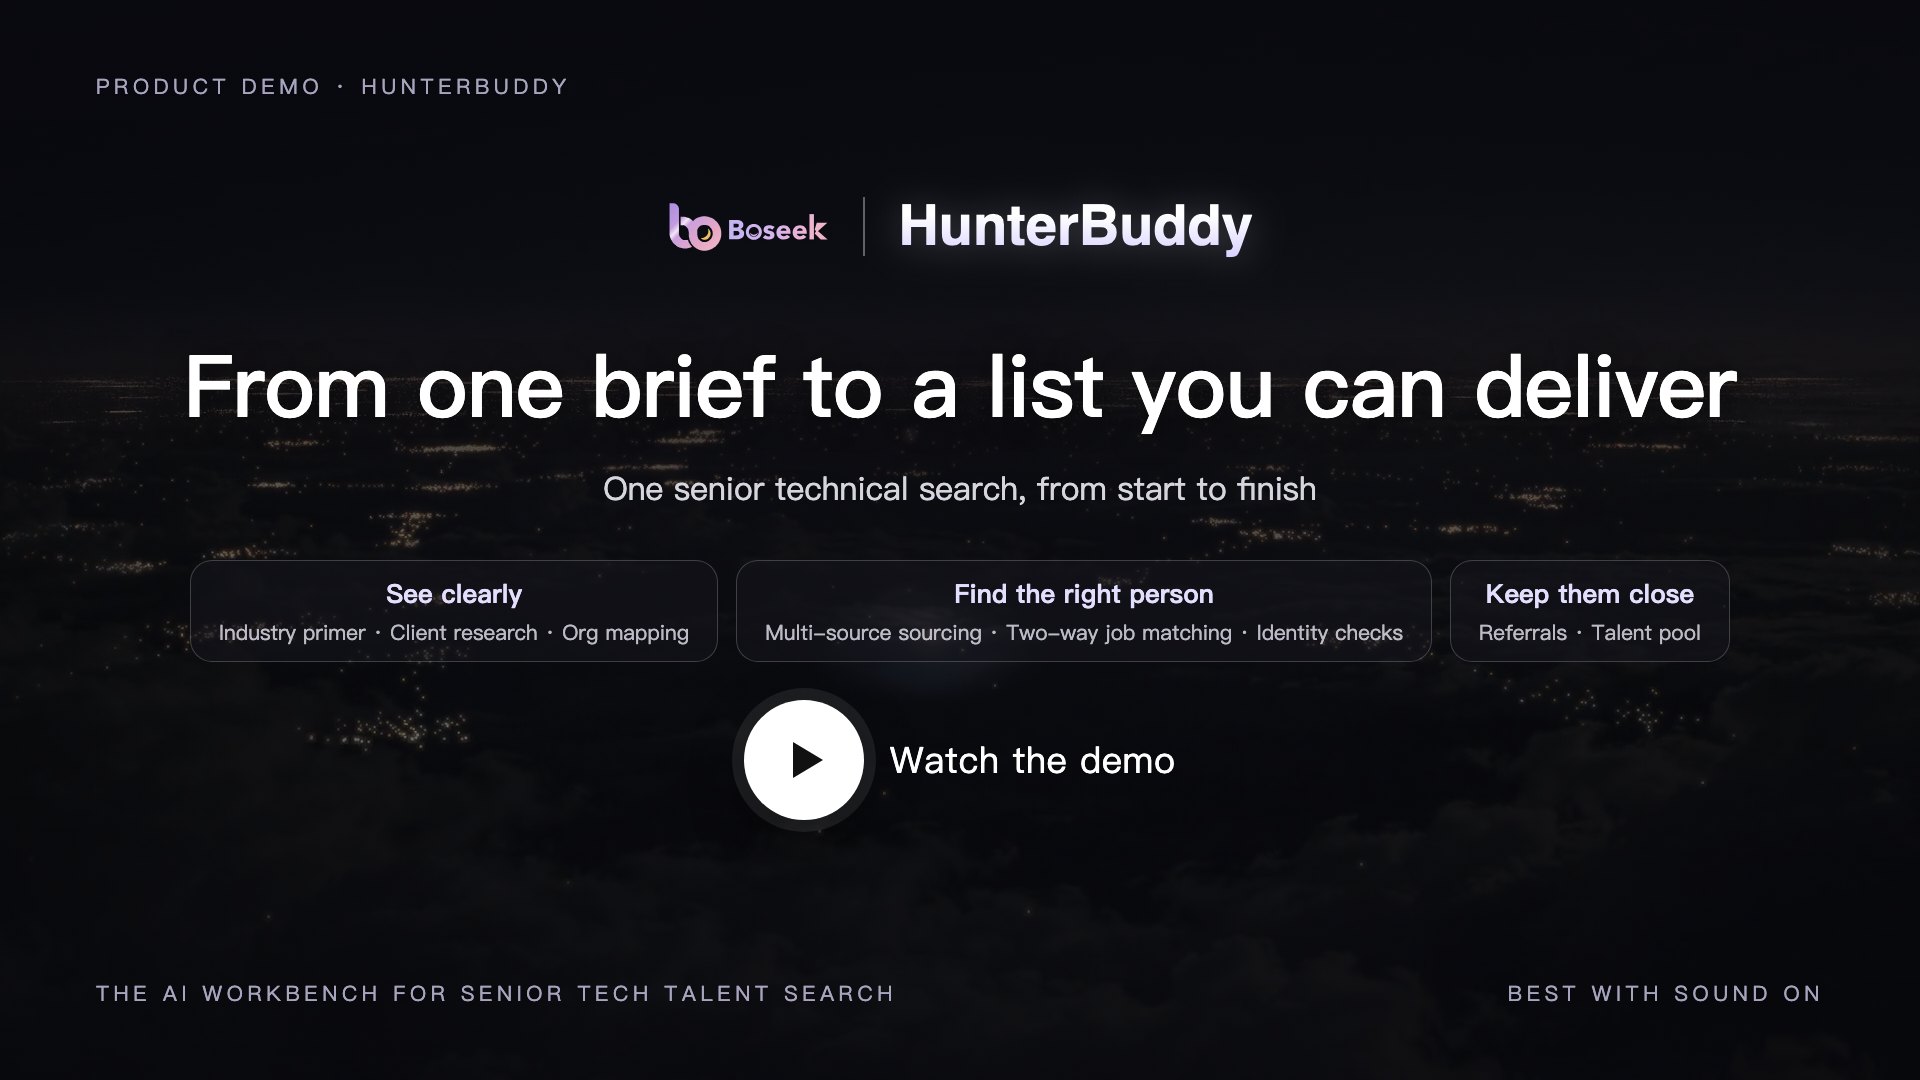 PRODUCT DEMO · HUNTERBUDDY
Boseek
HunterBuddy
From one brief to a list you can deliver
One senior technical search, from start to finish
See clearly
Industry primer · Client research · Org mapping
Find the right person
Multi-source sourcing · Two-way job matching · Identity checks
Keep them close
Referrals · Talent pool
Watch the demo
THE AI WORKBENCH FOR SENIOR TECH TALENT SEARCH
BEST WITH SOUND ON